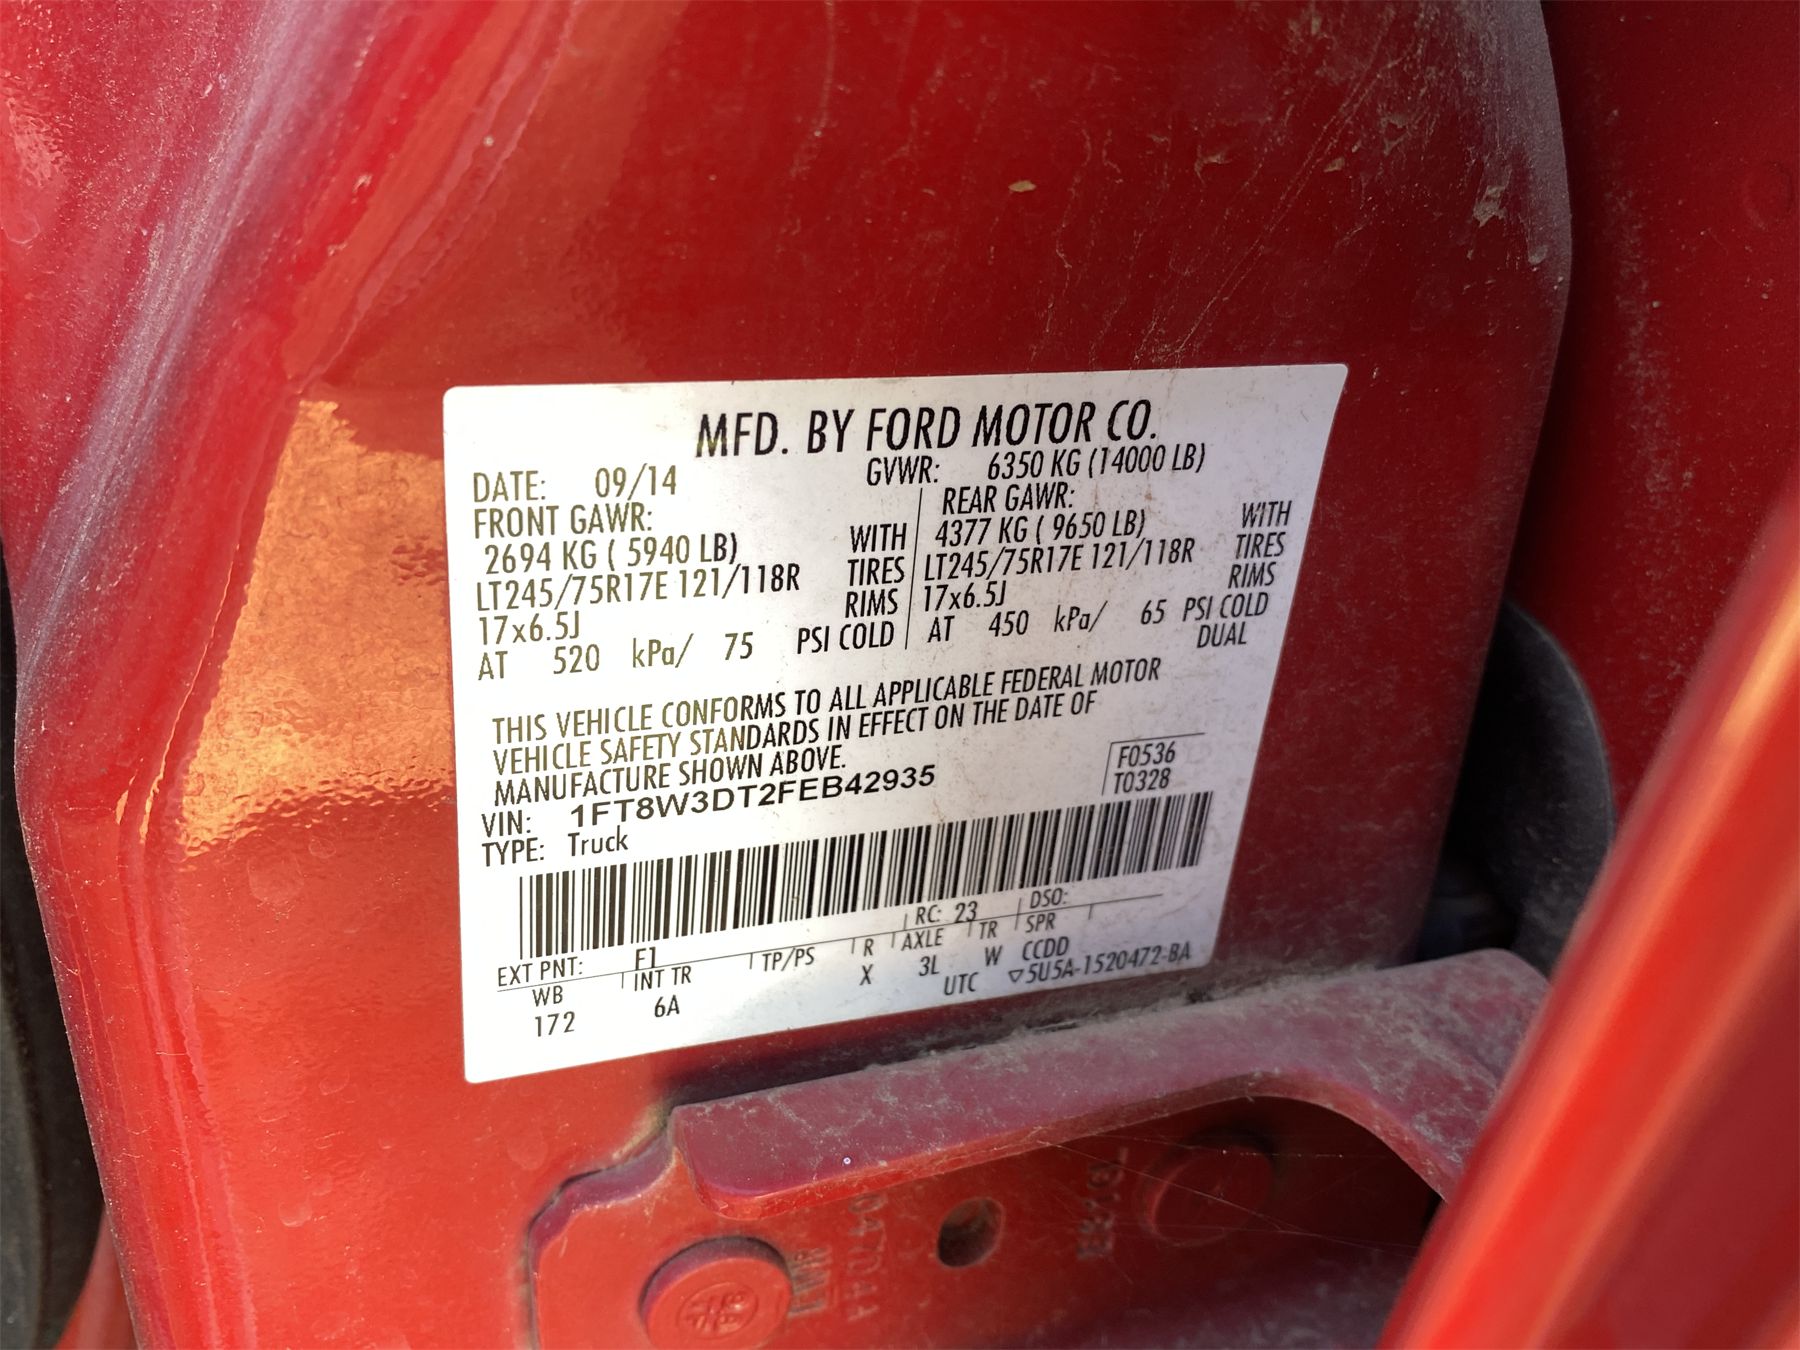 MFD. BY FORD MOTOR CO.
DATE: 09/14 GVWR: 6350 KG (14000 LB)
FRONT GAWR: REAR GAWR:
2694 KG ( 5940 LB) WITH 4377 KG ( 9650 LB) WITH
LT245/75R17E 121/118R TIRES LT245/75R17E 121/118R TIRES
17x6.5J RIMS 17x6.5J RIMS
AT 520 kPa/ 75 PSI COLD AT 450 kPa/ 65 PSI COLD
DUAL
THIS VEHICLE CONFORMS TO ALL APPLICABLE FEDERAL MOTOR
VEHICLE SAFETY STANDARDS IN EFFECT ON THE DATE OF
MANUFACTURE SHOWN ABOVE.
F0536
VIN: 1FT8W3DT2FEB42935 T0328
TYPE: Truck
EXT PNT: F1 RC: 23 DSO:
WB INT TR TP/PS R AXLE TR SPR
172 6A X 3L W CCDD
UTC ▽5U5A-1520472-BA